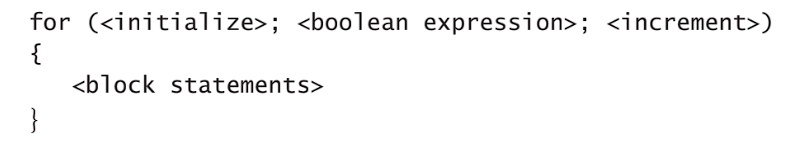 for (<initialize>; <boolean expression>; <increment>)
{
<block statements>
}